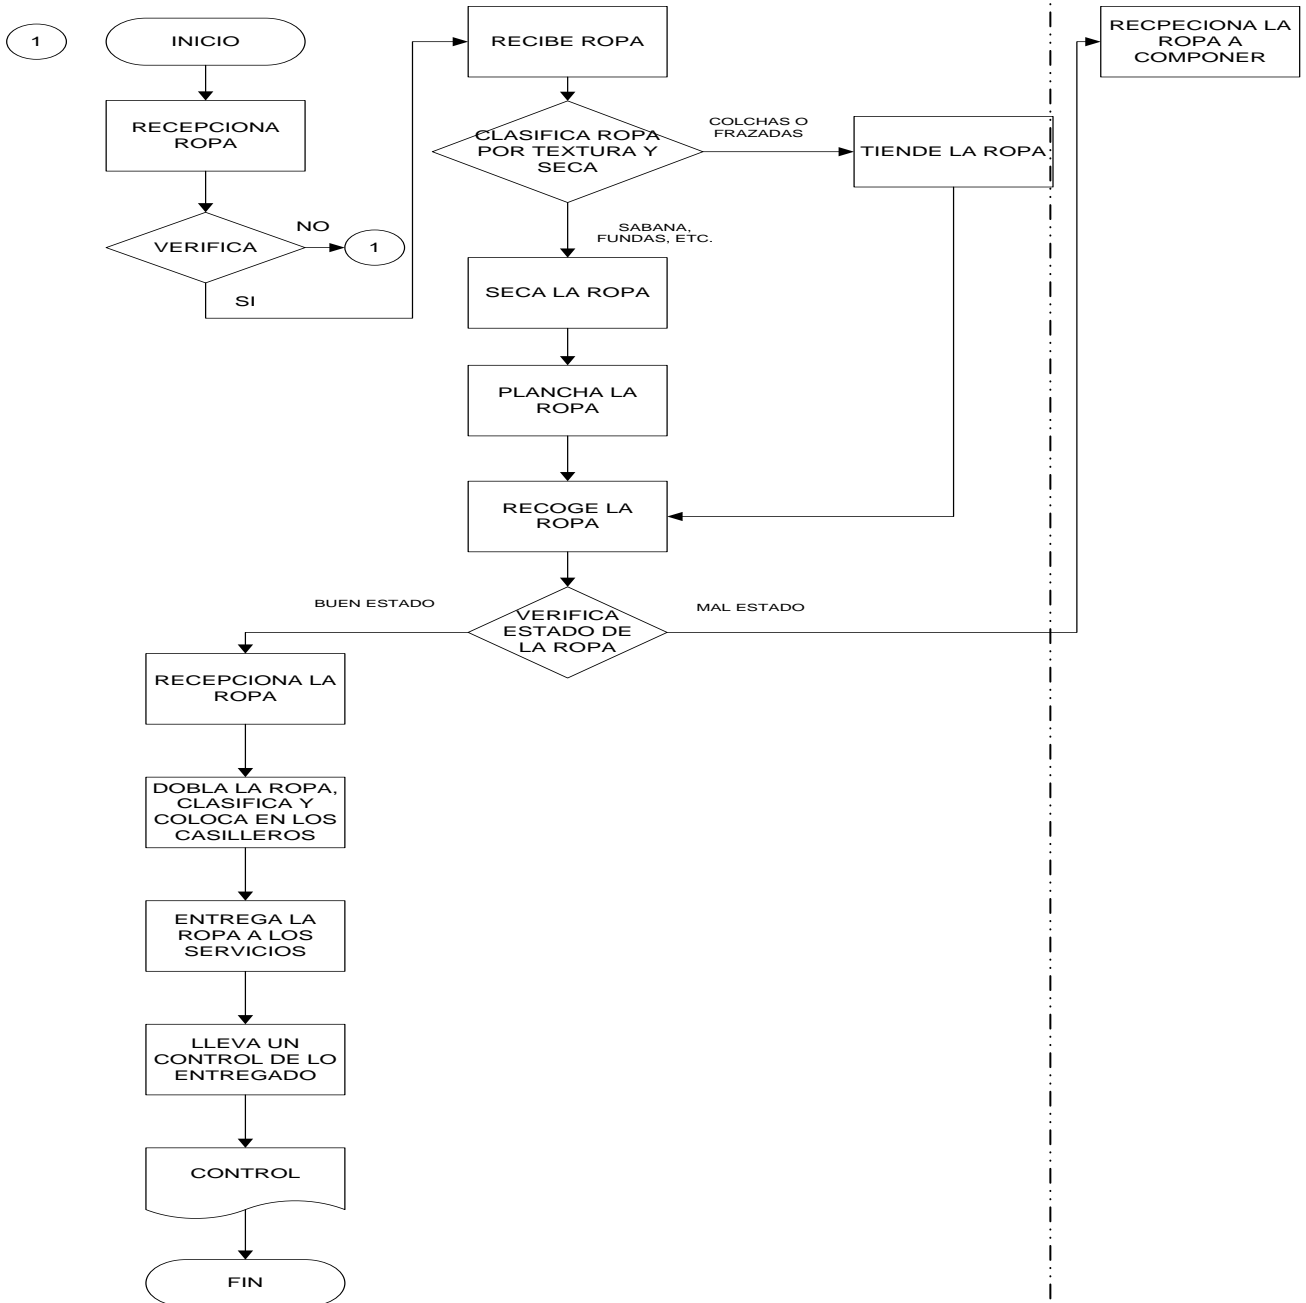 1
INICIO
RECEPCIONA
ROPA
VERIFICA
NO
1
SI
RECIBE ROPA
CLASIFICA ROPA
POR TEXTURA Y
SECA
COLCHAS O
FRAZADAS
TIENDE LA ROPA
SABANA,
FUNDAS, ETC.
SECA LA ROPA
PLANCHA LA
ROPA
RECOGE LA
ROPA
VERIFICA
ESTADO DE
LA ROPA
BUEN ESTADO
MAL ESTADO
RECPECIONA LA
ROPA A
COMPONER
RECEPCIONA LA
ROPA
DOBLA LA ROPA,
CLASIFICA Y
COLOCA EN LOS
CASILLEROS
ENTREGA LA
ROPA A LOS
SERVICIOS
LLEVA UN
CONTROL DE LO
ENTREGADO
CONTROL
FIN